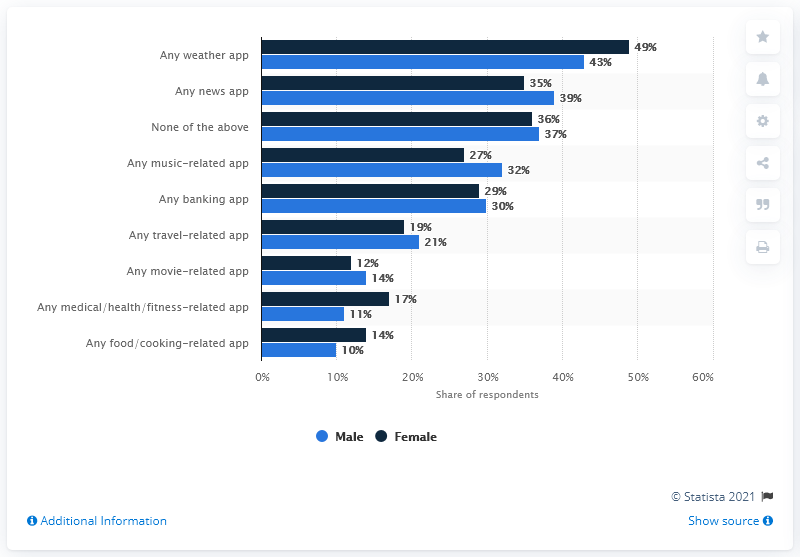 Any weather app
49%
43%
Any news app
35%
39%
None of the above
36%
37%
Any music-related app
27%
32%
Any banking app
29%
30%
Any travel-related app
19%
21%
Any movie-related app
12%
14%
Any medical/health/fitness-related app
17%
11%
Any food/cooking-related app
14%
10%
0% 10% 20% 30% 40% 50% 60%
Share of respondents
Male Female
© Statista 2021
Additional Information Show source